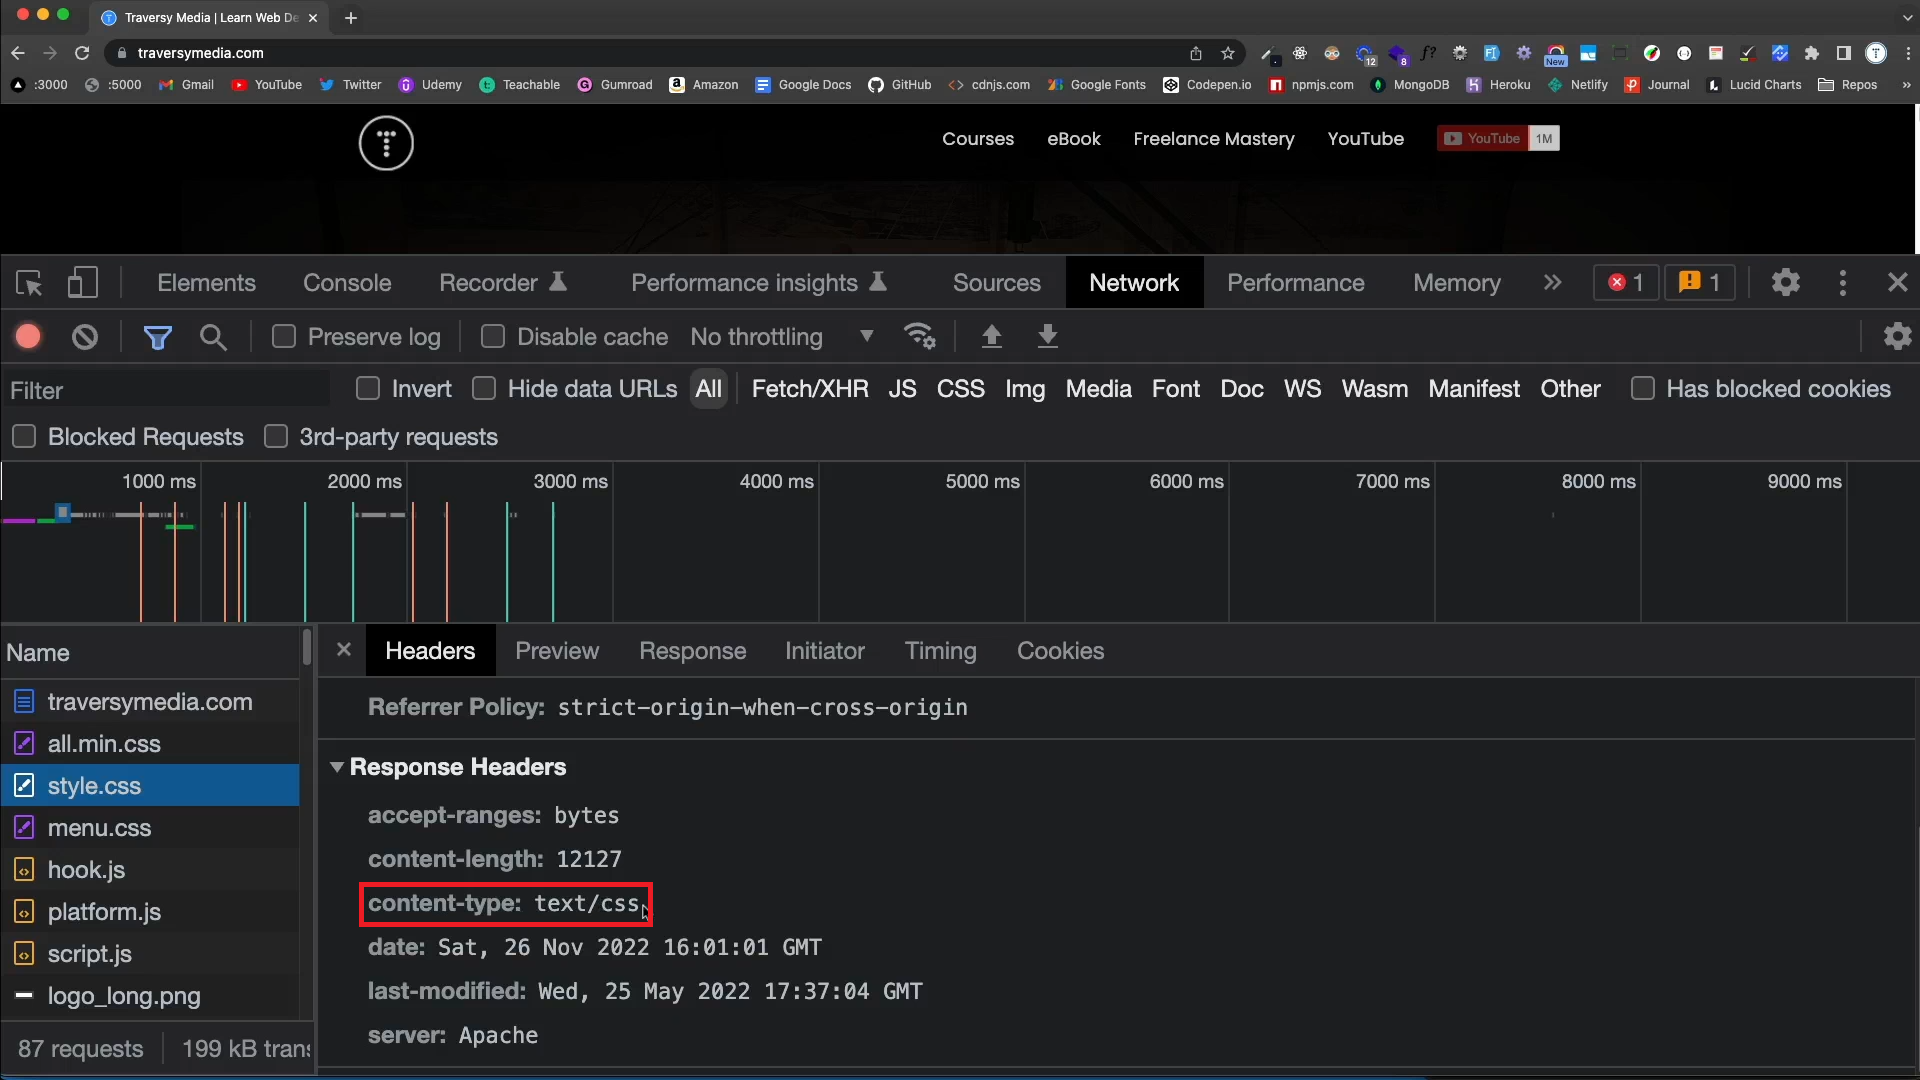 Traversy Media | Learn Web De
traversymedia.com
12
8
f?
New
:3000 :5000 Gmail YouTube Twitter Udemy Teachable Gumroad Amazon Google Docs GitHub cdnjs.com Google Fonts Codepen.io npmjs.com MongoDB Heroku Netlify Journal Lucid Charts Repos »
Courses eBook Freelance Mastery YouTube YouTube 1M
Elements Console Recorder Performance insights Sources Network Performance Memory » 1 1
Preserve log Disable cache No throttling
Filter Invert Hide data URLs All Fetch/XHR JS CSS Img Media Font Doc WS Wasm Manifest Other Has blocked cookies
Blocked Requests 3rd-party requests
1000 ms 2000 ms 3000 ms 4000 ms 5000 ms 6000 ms 7000 ms 8000 ms 9000 ms
Name Headers Preview Response Initiator Timing Cookies
traversymedia.com
all.min.css
style.css
menu.css
hook.js
platform.js
script.js
logo_long.png
87 requests 199 kB trans
Referrer Policy: strict-origin-when-cross-origin
Response Headers
accept-ranges: bytes
content-length: 12127
content-type: text/css
date: Sat, 26 Nov 2022 16:01:01 GMT
last-modified: Wed, 25 May 2022 17:37:04 GMT
server: Apache